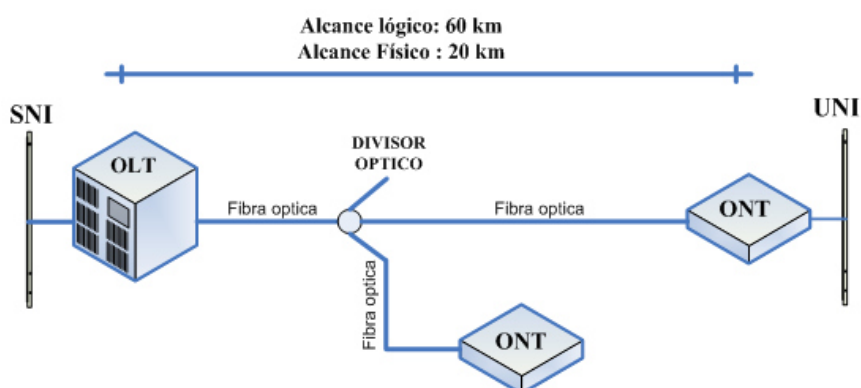 Alcance lógico: 60 km
Alcance Físico : 20 km
SNI
UNI
DIVISOR
OPTICO
OLT
Fibra optica
Fibra optica
ONT
Fibra optica
ONT